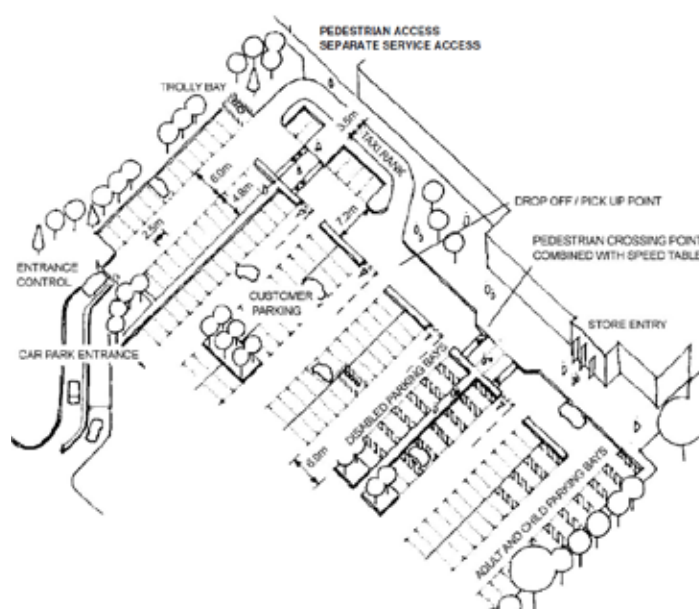 PEDESTRIAN ACCESS
SEPARATE SERVICE ACCESS
TROLLY BAY
3.5m
TAXI RANK
6.0m
4.8m
DROP OFF / PICK UP POINT
2.5m
7.2m
PEDESTRIAN CROSSING POINT
COMBINED WITH SPEED TABLE
ENTRANCE
CONTROL
CUSTOMER
PARKING
STORE ENTRY
CAR PARK ENTRANCE
DISABLED PARKING BAYS
6.0m
ADULT AND CHILD PARKING BAYS